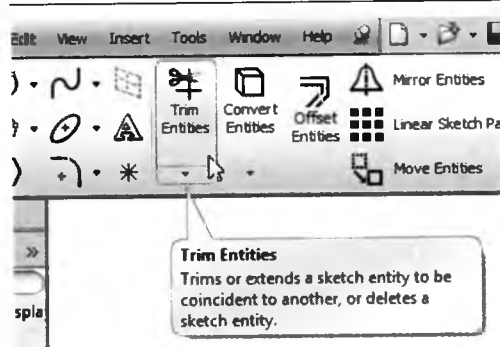 Edit View Insert Tools Window Help
Trim Entities
Convert Entities
Offset Entities
Mirror Entities
Linear Sketch Pa
Move Entities
Trim Entities
Trims or extends a sketch entity to be
coincident to another, or deletes a
sketch entity.
spla